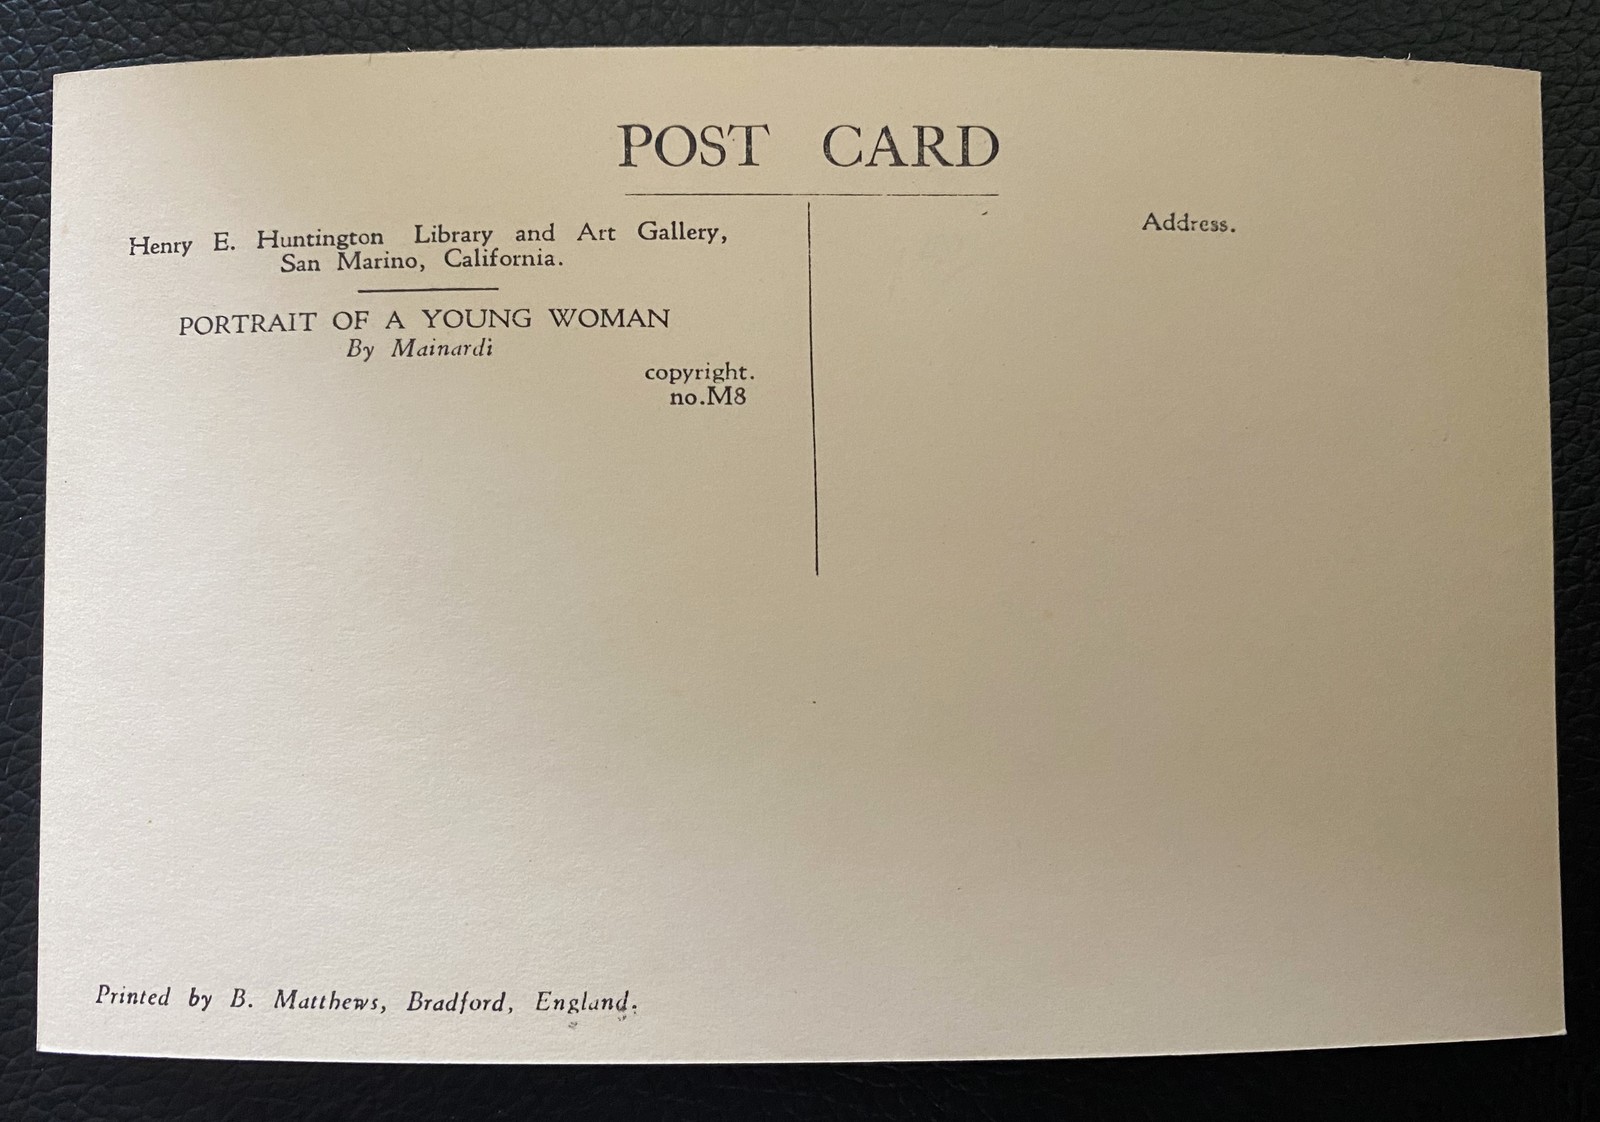 POST CARD
Henry E. Huntington Library and Art Gallery,
San Marino, California.
PORTRAIT OF A YOUNG WOMAN
By Mainardi
copyright.
no.M8
Address.
Printed by B. Matthews, Bradford, England.